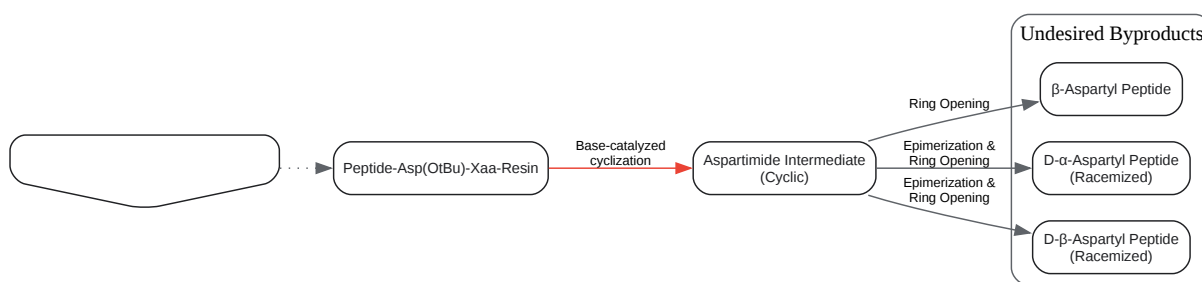 Undesired Byproducts
β-Aspartyl Peptide
Ring Opening
Base-catalyzed
cyclization
Epimerization &
Ring Opening
Peptide-Asp(OtBu)-Xaa-Resin
Aspartimide Intermediate
(Cyclic)
D-α-Aspartyl Peptide
(Racemized)
Epimerization &
Ring Opening
D-β-Aspartyl Peptide
(Racemized)